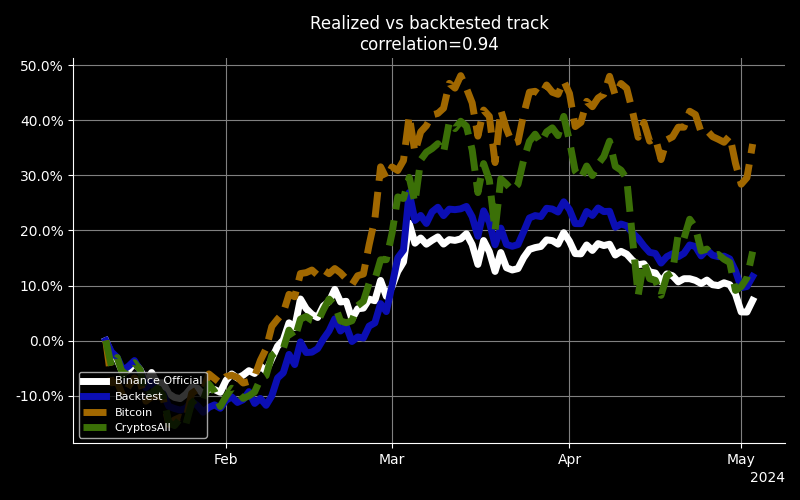 Realized vs backtested track
correlation=0.94
50.0%
40.0%
30.0%
20.0%
10.0%
0.0%
-10.0%
Binance Official
Backtest
Bitcoin
CryptosAll
Feb
Mar
Apr
May
2024